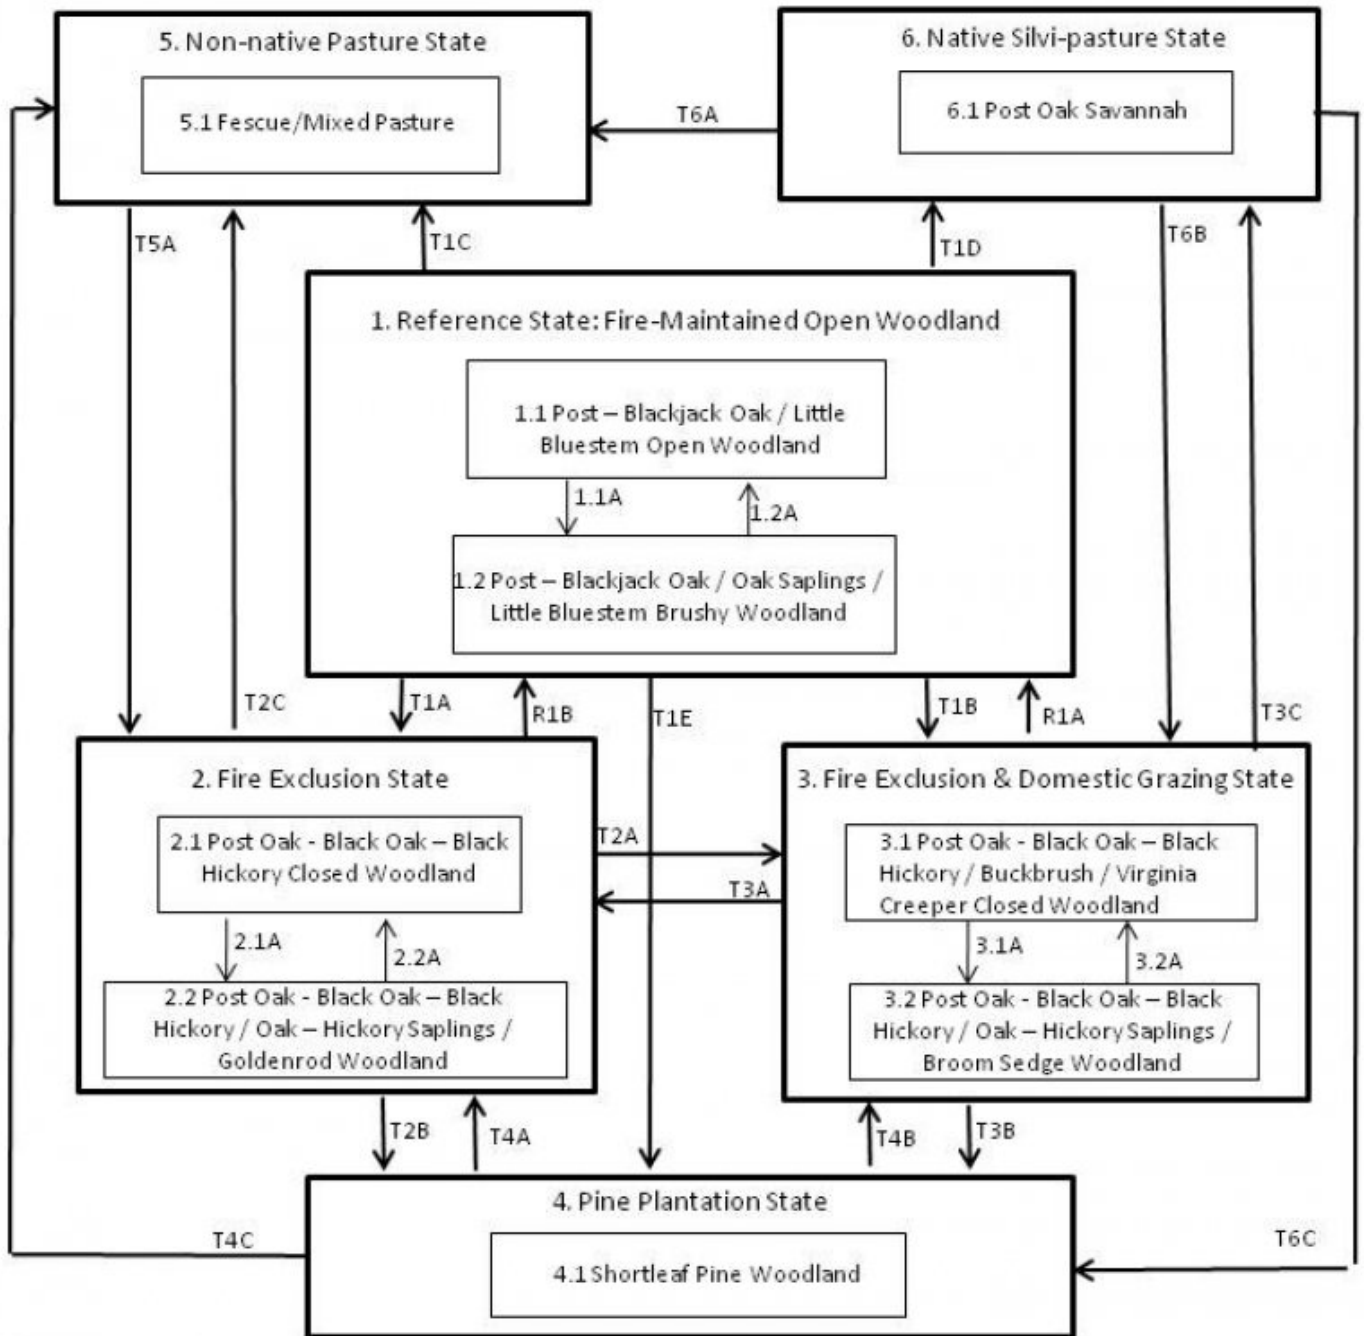 5. Non-native Pasture State
5.1 Fescue/Mixed Pasture
6. Native Silvi-pasture State
6.1 Post Oak Savannah
T6A
T5A
T1C
T1D
T6B
1. Reference State: Fire-Maintained Open Woodland
1.1 Post – Blackjack Oak / Little
Bluestem Open Woodland
1.1A
1.2A
1.2 Post – Blackjack Oak / Oak Saplings /
Little Bluestem Brushy Woodland
T2C
T1A
R1B
T1E
T1B
R1A
T3C
2. Fire Exclusion State
2.1 Post Oak - Black Oak – Black
Hickory Closed Woodland
2.1A
2.2A
2.2 Post Oak - Black Oak – Black
Hickory / Oak – Hickory Saplings /
Goldenrod Woodland
T2A
T3A
3. Fire Exclusion & Domestic Grazing State
3.1 Post Oak - Black Oak – Black
Hickory / Buckbrush / Virginia
Creeper Closed Woodland
3.1A
3.2A
3.2 Post Oak - Black Oak – Black
Hickory / Oak – Hickory Saplings /
Broom Sedge Woodland
T2B
T4A
T4B
T3B
4. Pine Plantation State
4.1 Shortleaf Pine Woodland
T4C
T6C